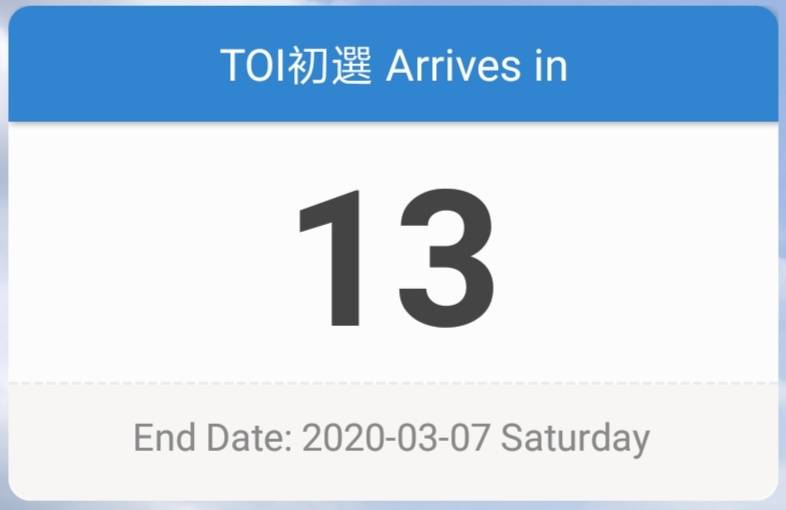 TOI初選 Arrives in
13
End Date: 2020-03-07 Saturday